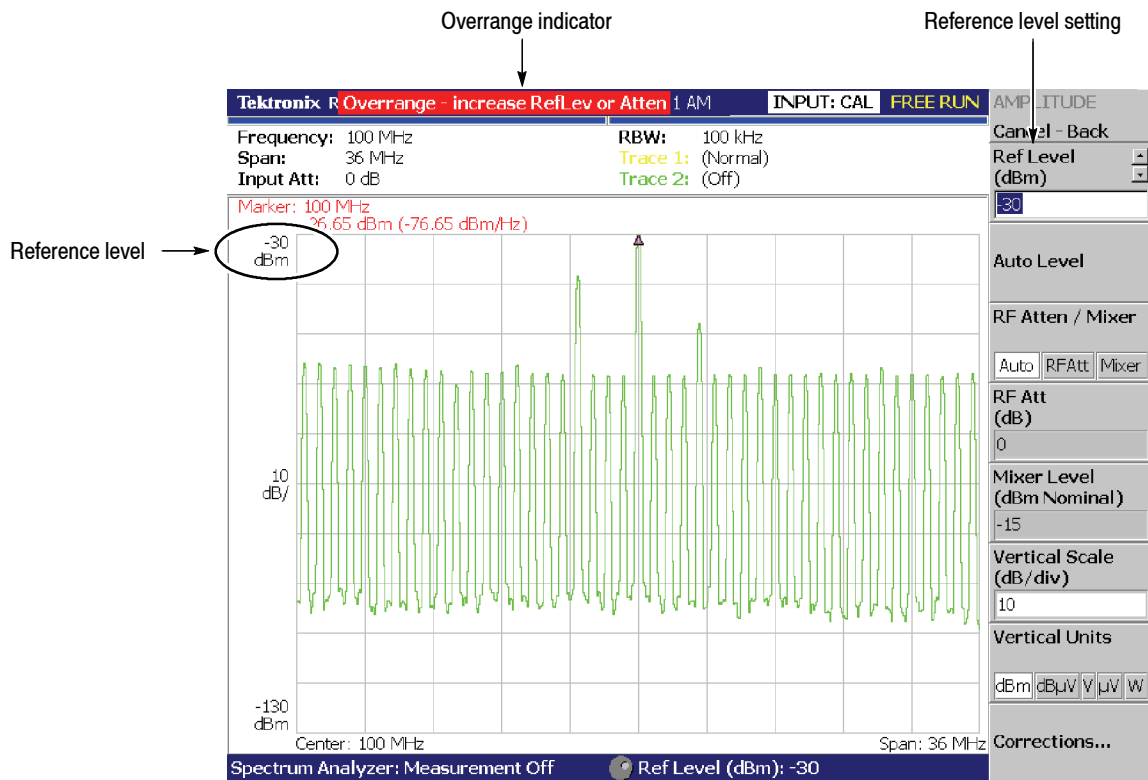 Overrange indicator
Reference level setting
Tektronix R Overrange - increase RefLev or Atten 1 AM INPUT: CAL FREE RUN
AMPLITUDE
Cancel - Back
Frequency: 100 MHz
RBW: 100 kHz
Span: 36 MHz
Trace 1: (Normal)
Input Att: 0 dB
Trace 2: (Off)
Ref Level
(dBm)
-30
Marker: 100 MHz
26.65 dBm (-76.65 dBm/Hz)
Reference level
-30
dBm
10
dB/
-130
dBm
Center: 100 MHz
Span: 36 MHz
Auto Level
RF Atten / Mixer
Auto RFAtt Mixer
RF Att
(dB)
0
Mixer Level
(dBm Nominal)
-15
Vertical Scale
(dB/div)
10
Vertical Units
dBm dBµV V µV W
Corrections...
Spectrum Analyzer: Measurement Off
Ref Level (dBm): -30